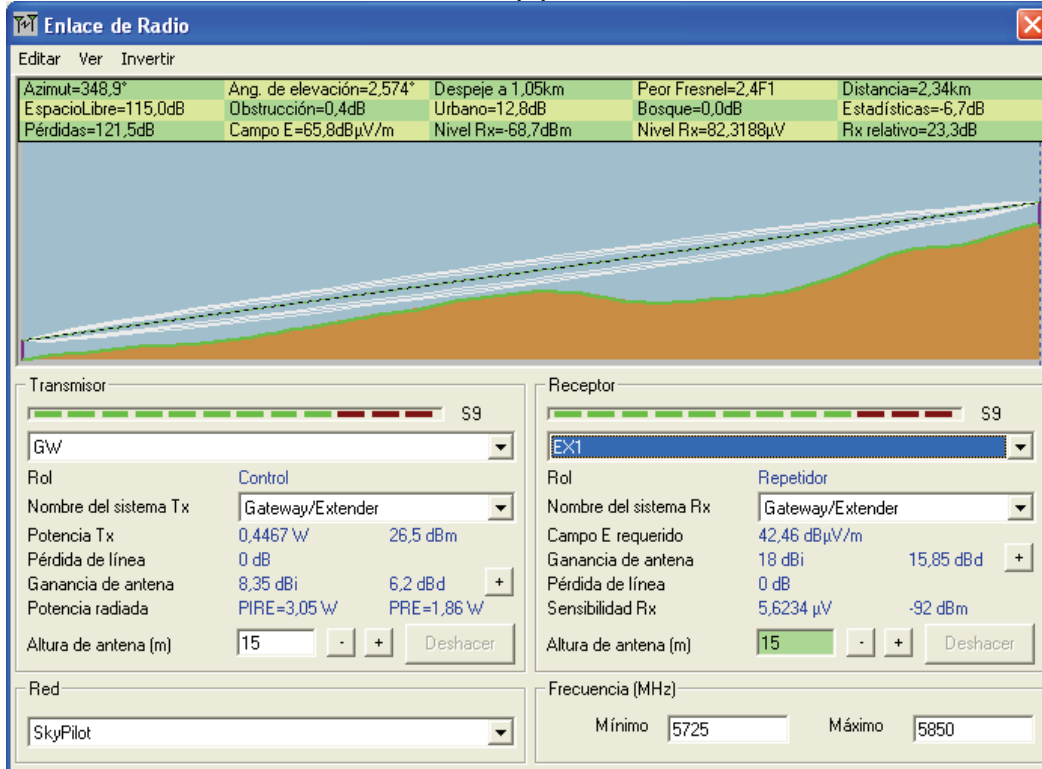 Enlace de Radio
Editar Ver Invertir
Azimut=348,9° Ang. de elevación=2,574° Despeje a 1,05km Peor Fresnel=2,4F1 Distancia=2,34km
EspacioLibre=115,0dB Obstrucción=0,4dB Urbano=12,8dB Bosque=0,0dB Estadísticas=-6,7dB
Pérdidas=121,5dB Campo E=65,8dBµV/m Nivel Rx=-68,7dBm Nivel Rx=82,3188µV Rx relativo=23,3dB
Transmisor
S9
GW
Rol Control
Nombre del sistema Tx Gateway/Extender
Potencia Tx 0,4467 W 26,5 dBm
Pérdida de línea 0 dB
Ganancia de antena 8,35 dBi 6,2 dBd +
Potencia radiada PIRE=3,05 W PRE=1,86 W
Altura de antena (m) 15 - + Deshacer
Receptor
S9
EX1
Rol Repetidor
Nombre del sistema Rx Gateway/Extender
Campo E requerido 42,46 dBµV/m
Ganancia de antena 18 dBi 15,85 dBd +
Pérdida de línea 0 dB
Sensibilidad Rx 5,6234 µV -92 dBm
Altura de antena (m) 15 - + Deshacer
Red
SkyPilot
Frecuencia (MHz)
Mínimo 5725 Máximo 5850